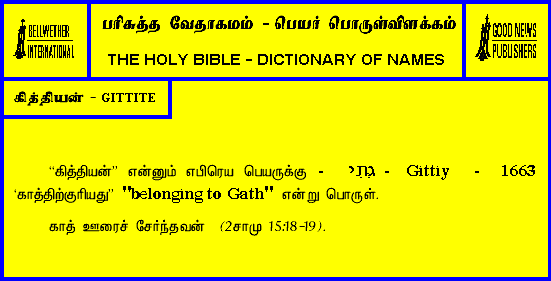 BELLWETHER
INTERNATIONAL
பரிசுத்த வேதாகமம் - பெயர் பொருள்விளக்கம்
THE HOLY BIBLE - DICTIONARY OF NAMES
GOOD NEWS
PUBLISHERS
கித்தியன் - GITTITE
“கித்தியன்” என்னும் எபிரெய பெயருக்கு - גתי - Gittiy - 1663
‘காத்திற்குரியது’ "belonging to Gath" என்று பொருள்.
காத் ஊரைச் சேர்ந்தவன் (2சாமு 15:18-19).